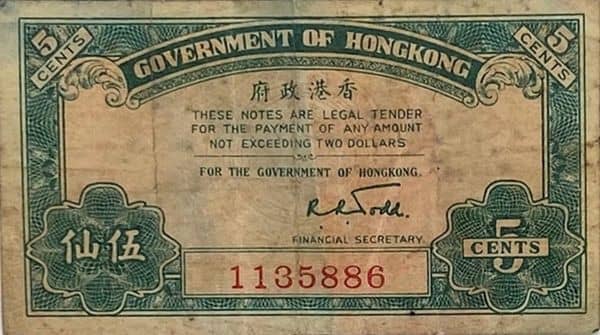 5 CENTS
5 CENTS
GOVERNMENT OF HONGKONG
府政港香
THESE NOTES ARE LEGAL TENDER
FOR THE PAYMENT OF ANY AMOUNT
NOT EXCEEDING TWO DOLLARS
FOR THE GOVERNMENT OF HONGKONG.
R.R. Todd.
FINANCIAL SECRETARY.
仙伍
5 CENTS
1135886